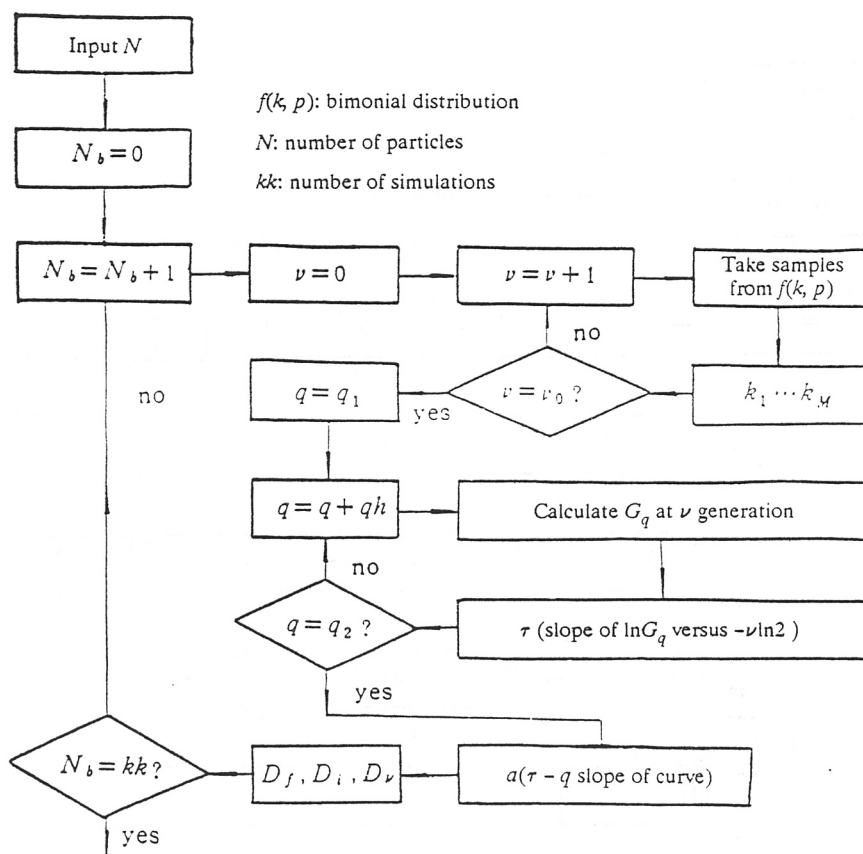 Input N
f(k, p): bimonial distribution
N_b = 0
N: number of particles
kk: number of simulations
N_b = N_b + 1
ν = 0
ν = ν + 1
Take samples
from f(k, p)
no
no
q = q_1
yes
ν = ν_0 ?
k_1 ··· k_M
q = q + qh
Calculate G_q at ν generation
no
q = q_2 ?
τ (slope of lnG_q versus -νln2 )
yes
N_b = kk?
D_f , D_i , D_ν
a(τ - q slope of curve)
yes